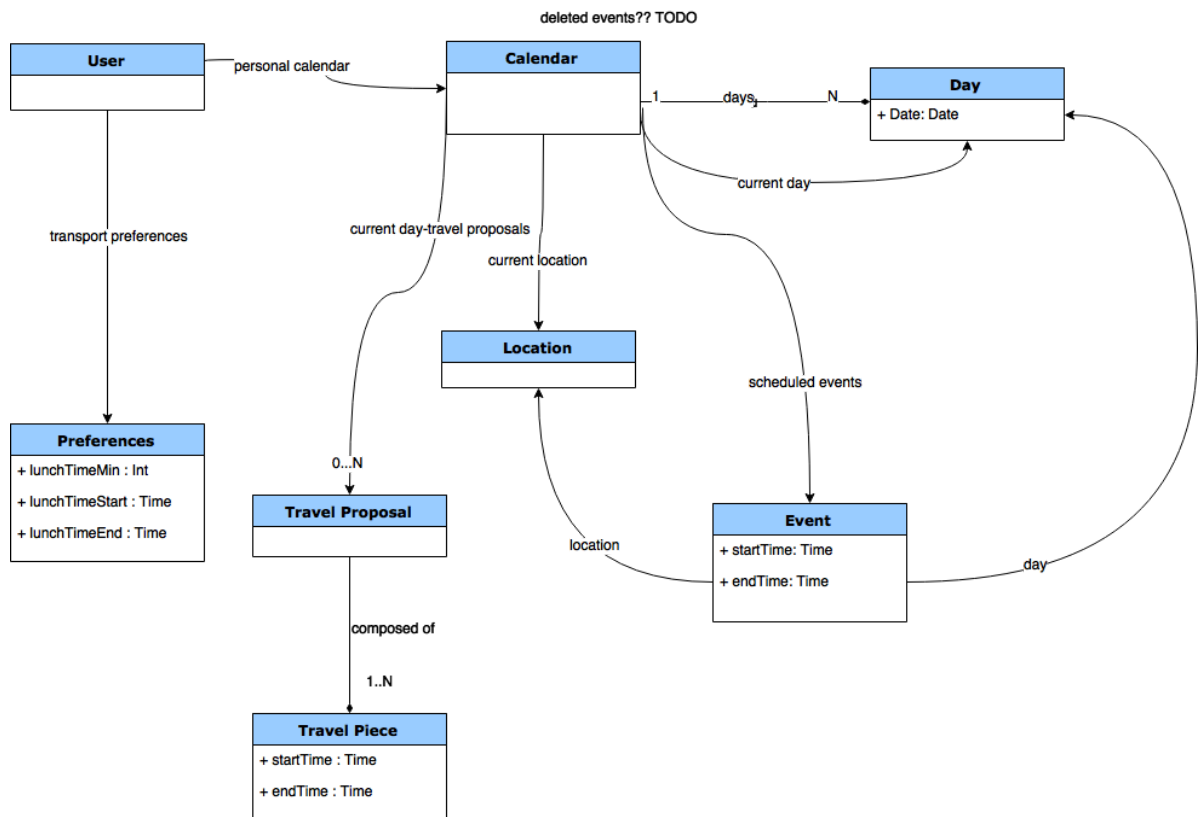 deleted events?? TODO
User
personal calendar
Calendar
1
days
N
Day
+ Date: Date
current day
transport preferences
current day-travel proposals
current location
Location
scheduled events
Preferences
+ lunchTimeMin : Int
+ lunchTimeStart : Time
+ lunchTimeEnd : Time
0...N
Travel Proposal
Event
+ startTime: Time
+ endTime: Time
location
day
composed of
1..N
Travel Piece
+ startTime : Time
+ endTime : Time